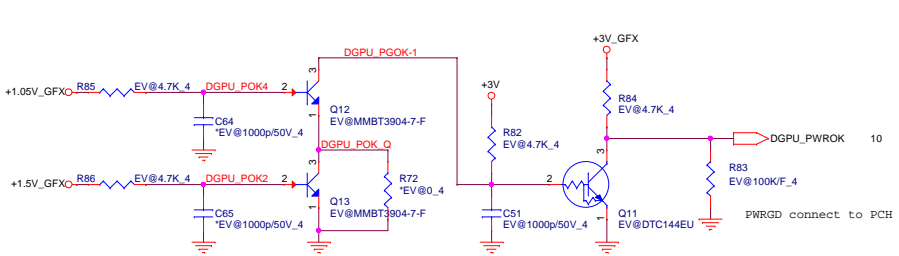 +3V_GFX
DGPU_PGOK-1
3
+3V
+1.05V_GFX
R85
EV@4.7K_4
DGPU_POK4
2
R84
EV@4.7K_4
Q12
EV@MMBT3904-7-F
1
C64
*EV@1000p/50V_4
R82
EV@4.7K_4
DGPU_PWROK
10
DGPU_POK_Q
3
3
+1.5V_GFX
R86
EV@4.7K_4
DGPU_POK2
2
R72
*EV@0_4
2
R83
EV@100K/F_4
Q13
EV@MMBT3904-7-F
1
C65
*EV@1000p/50V_4
C51
EV@1000p/50V_4
1
Q11
EV@DTC144EU
PWRGD connect to PCH